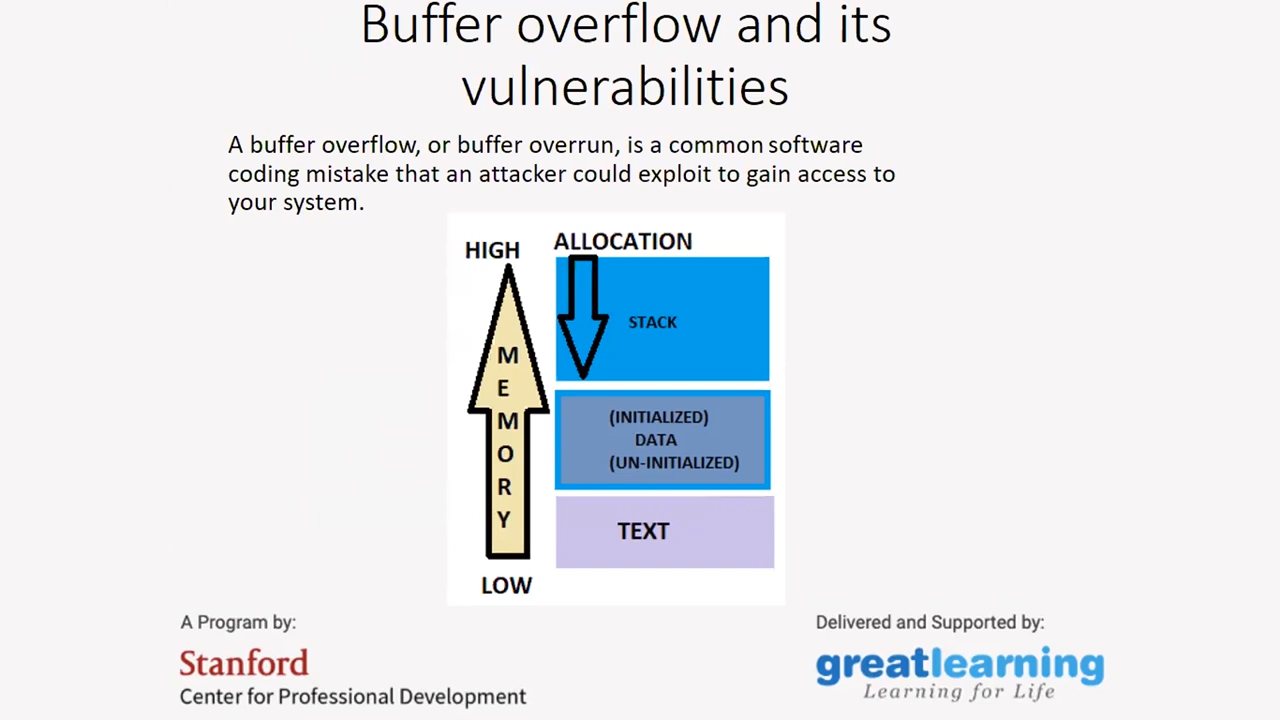 Buffer overflow and its
vulnerabilities
A buffer overflow, or buffer overrun, is a common software
coding mistake that an attacker could exploit to gain access to
your system.
HIGH
ALLOCATION
STACK
MEMORY
(INITIALIZED)
DATA
(UN-INITIALIZED)
TEXT
LOW
A Program by:
Stanford
Center for Professional Development
Delivered and Supported by:
greatlearning
Learning for Life